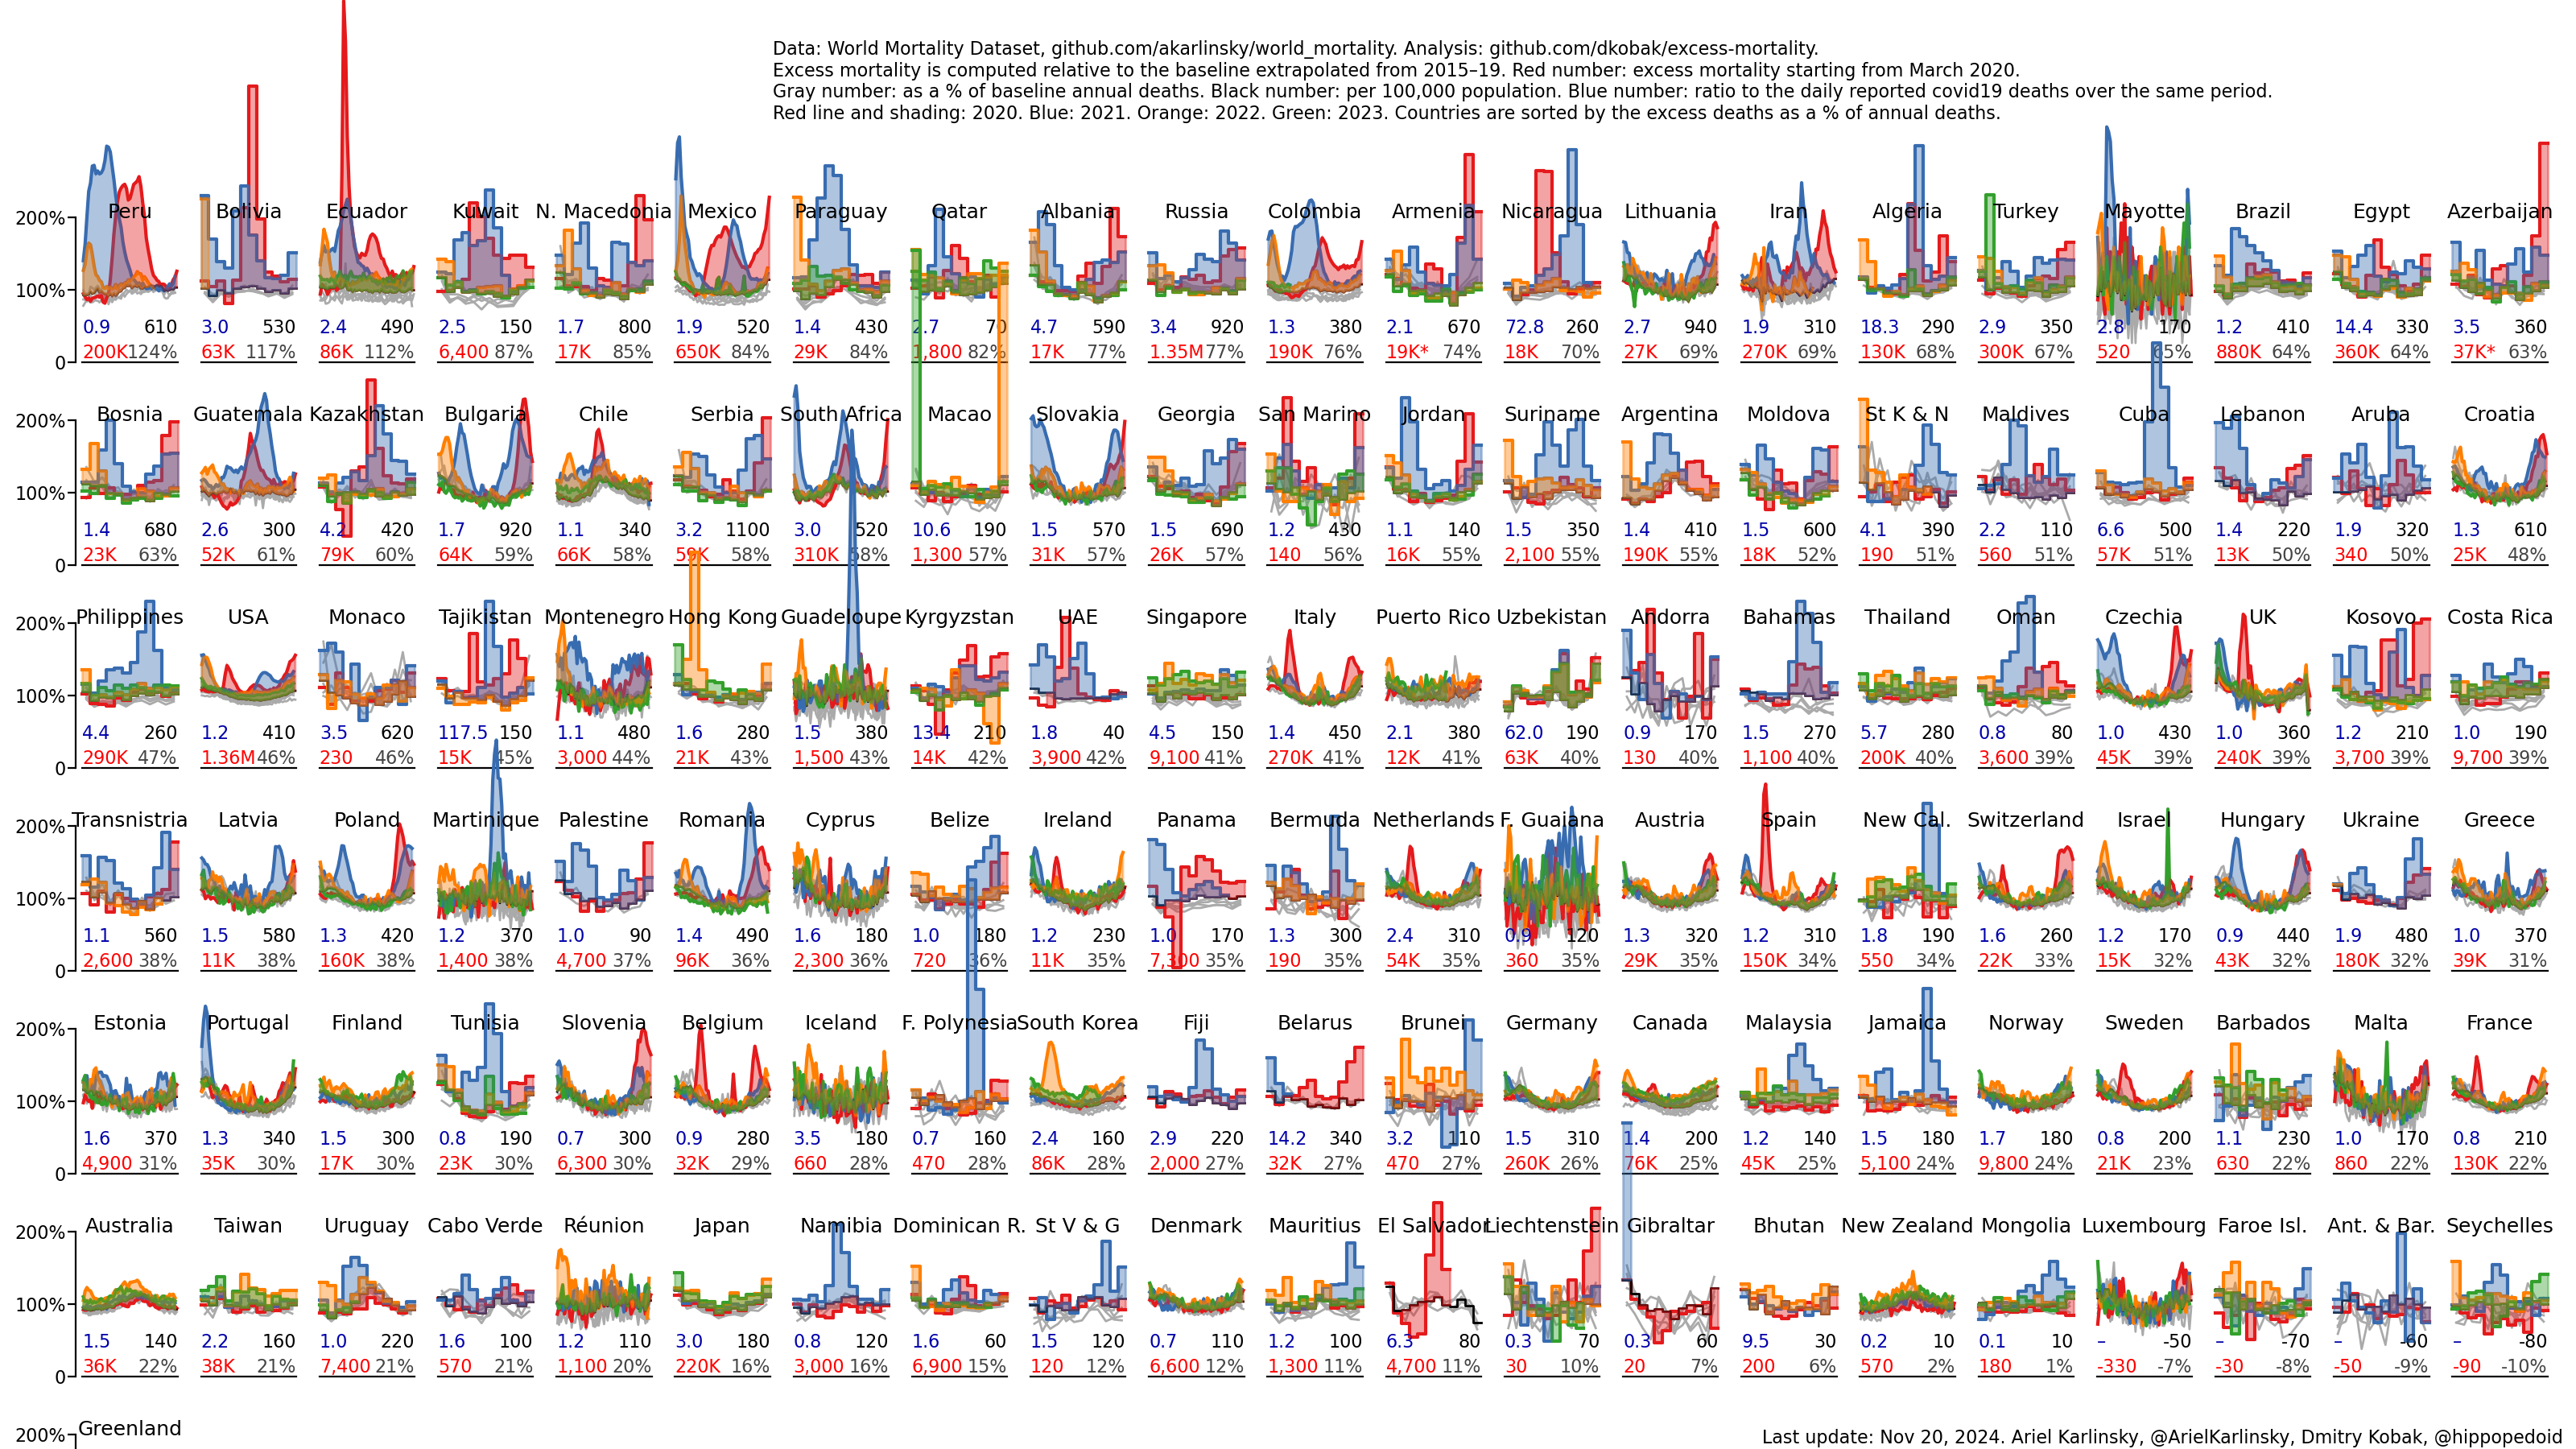 Data: World Mortality Dataset, github.com/akarlinsky/world_mortality. Analysis: github.com/dkobak/excess-mortality.
Excess mortality is computed relative to the baseline extrapolated from 2015–19. Red number: excess mortality starting from March 2020.
Gray number: as a % of baseline annual deaths. Black number: per 100,000 population. Blue number: ratio to the daily reported covid19 deaths over the same period.
Red line and shading: 2020. Blue: 2021. Orange: 2022. Green: 2023. Countries are sorted by the excess deaths as a % of annual deaths.
200% Peru Bolivia Ecuador Kuwait N. Macedonia Mexico Paraguay Qatar Albania Russia Colombia Armenia Nicaragua Lithuania Iran Algeria Turkey Mayotte Brazil Egypt Azerbaijan
100%
0.9 610 3.0 530 2.4 490 2.5 150 1.7 800 1.9 520 1.4 430 2.7 70 4.7 590 3.4 920 1.3 380 2.1 670 72.8 260 2.7 940 1.9 310 18.3 290 2.9 350 2.8 170 1.2 410 14.4 330 3.5 360
0 200K 124% 63K 117% 86K 112% 6,400 87% 17K 85% 650K 84% 29K 84% 1,800 82% 17K 77% 1.35M 77% 190K 76% 19K* 74% 18K 70% 27K 69% 270K 69% 130K 68% 300K 67% 520 65% 880K 64% 360K 64% 37K* 63%
200% Bosnia Guatemala Kazakhstan Bulgaria Chile Serbia South Africa Macao Slovakia Georgia San Marino Jordan Suriname Argentina Moldova St K & N Maldives Cuba Lebanon Aruba Croatia
100%
1.4 680 2.6 300 4.2 420 1.7 920 1.1 340 3.2 1100 3.0 520 10.6 190 1.5 570 1.5 690 1.2 430 1.1 140 1.5 350 1.4 410 1.5 600 4.1 390 2.2 110 6.6 500 1.4 220 1.9 320 1.3 610
0 23K 63% 52K 61% 79K 60% 64K 59% 66K 58% 58% 310K 58% 1,300 57% 31K 57% 26K 57% 140 56% 16K 55% 2,100 55% 190K 55% 18K 52% 190 51% 560 51% 57K 51% 13K 50% 340 50% 25K 48%
200% Philippines USA Monaco Tajikistan Montenegro Hong Kong Guadeloupe Kyrgyzstan UAE Singapore Italy Puerto Rico Uzbekistan Andorra Bahamas Thailand Oman Czechia UK Kosovo Costa Rica
100%
4.4 260 1.2 410 3.5 620 117.5 150 1.1 480 1.6 280 1.5 380 13.4 210 1.8 40 4.5 150 1.4 450 2.1 380 62.0 190 0.9 170 1.5 270 5.7 280 0.8 80 1.0 430 1.0 360 1.2 210 1.0 190
0 290K 47% 1.36M 46% 230 46% 15K 45% 3,000 44% 21K 43% 1,500 43% 14K 42% 3,900 42% 9,100 41% 270K 41% 12K 41% 63K 40% 130 40% 1,100 40% 200K 40% 3,600 39% 45K 39% 240K 39% 3,700 39% 9,700 39%
200% Transnistria Latvia Poland Martinique Palestine Romania Cyprus Belize Ireland Panama Bermuda Netherlands F. Guiana Austria Spain New Cal. Switzerland Israel Hungary Ukraine Greece
100%
1.1 560 1.5 580 1.3 420 1.2 370 1.0 90 1.4 490 1.6 180 1.0 180 1.2 230 1.0 170 1.3 300 2.4 310 0.9 120 1.3 320 1.2 310 1.8 190 1.6 260 1.2 170 0.9 440 1.9 480 1.0 370
0 2,600 38% 11K 38% 160K 38% 1,400 38% 4,700 37% 96K 36% 2,300 36% 720 36% 11K 35% 7,300 35% 190 35% 54K 35% 360 35% 29K 35% 150K 34% 550 34% 22K 33% 15K 32% 43K 32% 180K 32% 39K 31%
200% Estonia Portugal Finland Tunisia Slovenia Belgium Iceland F. Polynesia South Korea Fiji Belarus Brunei Germany Canada Malaysia Jamaica Norway Sweden Barbados Malta France
100%
1.6 370 1.3 340 1.5 300 0.8 190 0.7 300 0.9 280 3.5 180 0.7 160 2.4 160 2.9 220 14.2 340 3.2 110 1.5 310 1.4 200 1.2 140 1.5 180 1.7 180 0.8 200 1.1 230 1.0 170 0.8 210
0 4,900 31% 35K 30% 17K 30% 23K 30% 6,300 30% 32K 29% 660 28% 470 28% 86K 28% 2,000 27% 32K 27% 470 27% 260K 26% 76K 25% 45K 25% 5,100 24% 9,800 24% 21K 23% 630 22% 860 22% 130K 22%
200% Australia Taiwan Uruguay Cabo Verde Réunion Japan Namibia Dominican R. St V & G Denmark Mauritius El Salvador Liechtenstein Gibraltar Bhutan New Zealand Mongolia Luxembourg Faroe Isl. Ant. & Bar. Seychelles
100%
1.5 140 2.2 160 1.0 220 1.6 100 1.2 110 3.0 180 0.8 120 1.6 60 1.5 120 0.7 110 1.2 100 6.3 80 0.3 70 0.3 60 9.5 30 0.2 10 0.1 10 – -50 – -70 – -60 – -80
0 36K 22% 38K 21% 7,400 21% 570 21% 1,100 20% 220K 16% 3,000 16% 6,900 15% 120 12% 6,600 12% 1,300 11% 4,700 11% 30 10% 20 7% 200 6% 570 2% 180 1% -330 -7% -30 -8% -50 -9% -90 -10%
200% Greenland
Last update: Nov 20, 2024. Ariel Karlinsky, @ArielKarlinsky, Dmitry Kobak, @hippopedoid